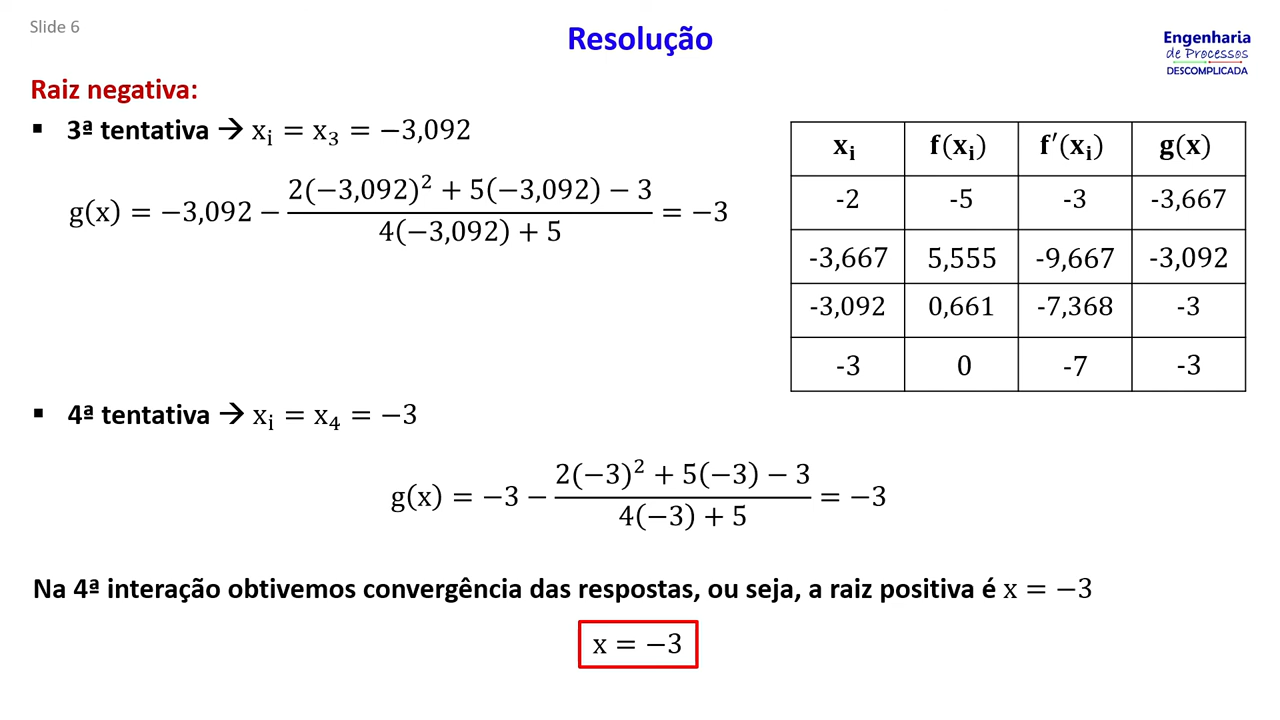 Slide 6
Resolução
Engenharia
de Processos
DESCOMPLICADA
Raiz negativa:
▪ 3ª tentativa → xᵢ = x₃ = −3,092
g(x) = −3,092 − (2(−3,092)² + 5(−3,092) − 3) / (4(−3,092) + 5) = −3
xᵢ f(xᵢ) f′(xᵢ) g(x)
-2 -5 -3 -3,667
-3,667 5,555 -9,667 -3,092
-3,092 0,661 -7,368 -3
-3 0 -7 -3
▪ 4ª tentativa → xᵢ = x₄ = −3
g(x) = −3 − (2(−3)² + 5(−3) − 3) / (4(−3) + 5) = −3
Na 4ª interação obtivemos convergência das respostas, ou seja, a raiz positiva é x = −3
x = −3